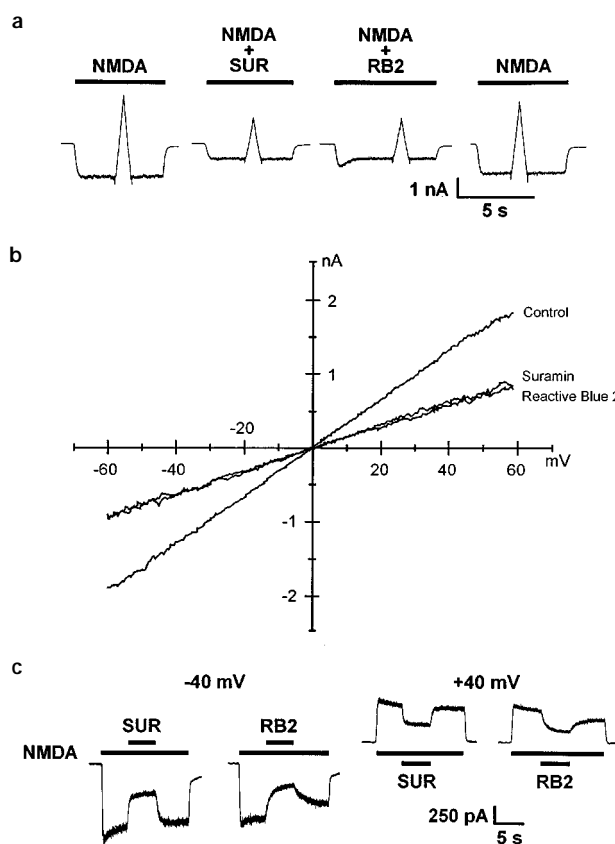 a
NMDA
NMDA
+
SUR
NMDA
+
RB2
NMDA
1 nA
5 s
b
nA
2
1
Control
Suramin
Reactive Blue 2
-20
-60
-40
20
40
60
mV
-1
-2
c
-40 mV
+40 mV
SUR
RB2
NMDA
SUR
RB2
250 pA
5 s